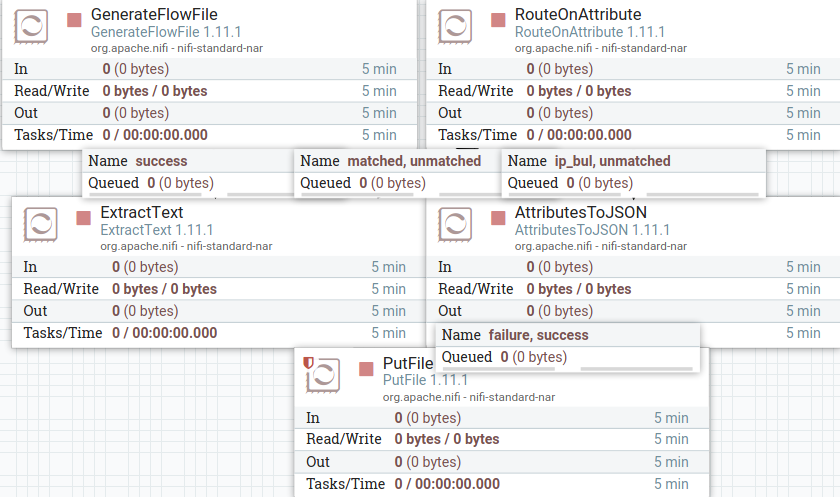 GenerateFlowFile
GenerateFlowFile 1.11.1
org.apache.nifi - nifi-standard-nar
In 0 (0 bytes) 5 min
Read/Write 0 bytes / 0 bytes 5 min
Out 0 (0 bytes) 5 min
Tasks/Time 0 / 00:00:00.000 5 min
RouteOnAttribute
RouteOnAttribute 1.11.1
org.apache.nifi - nifi-standard-nar
In 0 (0 bytes) 5 min
Read/Write 0 bytes / 0 bytes 5 min
Out 0 (0 bytes) 5 min
Tasks/Time 0 / 00:00:00.000 5 min
Name success
Queued 0 (0 bytes)
Name matched, unmatched
Queued 0 (0 bytes)
Name ip_bul, unmatched
Queued 0 (0 bytes)
ExtractText
ExtractText 1.11.1
org.apache.nifi - nifi-standard-nar
In 0 (0 bytes) 5 min
Read/Write 0 bytes / 0 bytes 5 min
Out 0 (0 bytes) 5 min
Tasks/Time 0 / 00:00:00.000 5 min
AttributesToJSON
AttributesToJSON 1.11.1
org.apache.nifi - nifi-standard-nar
In 0 (0 bytes) 5 min
Read/Write 0 bytes / 0 bytes 5 min
Out 0 (0 bytes) 5 min
Name failure, success
Queued 0 (0 bytes)
PutFile
PutFile 1.11.1
org.apache.nifi - nifi-standard-nar
In 0 (0 bytes) 5 min
Read/Write 0 bytes / 0 bytes 5 min
Out 0 (0 bytes) 5 min
Tasks/Time 0 / 00:00:00.000 5 min